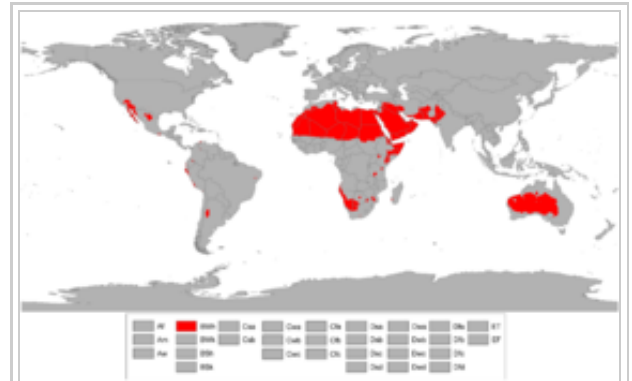 Af BWh Csa Cwa Cfa Dsa Dwa Dfa ET
Am BWk Csb Cwb Cfb Dsb Dwb Dfb EF
Aw BSh Cwc Cfc Dsc Dwc Dfc
BSk Dsd Dwd Dfd